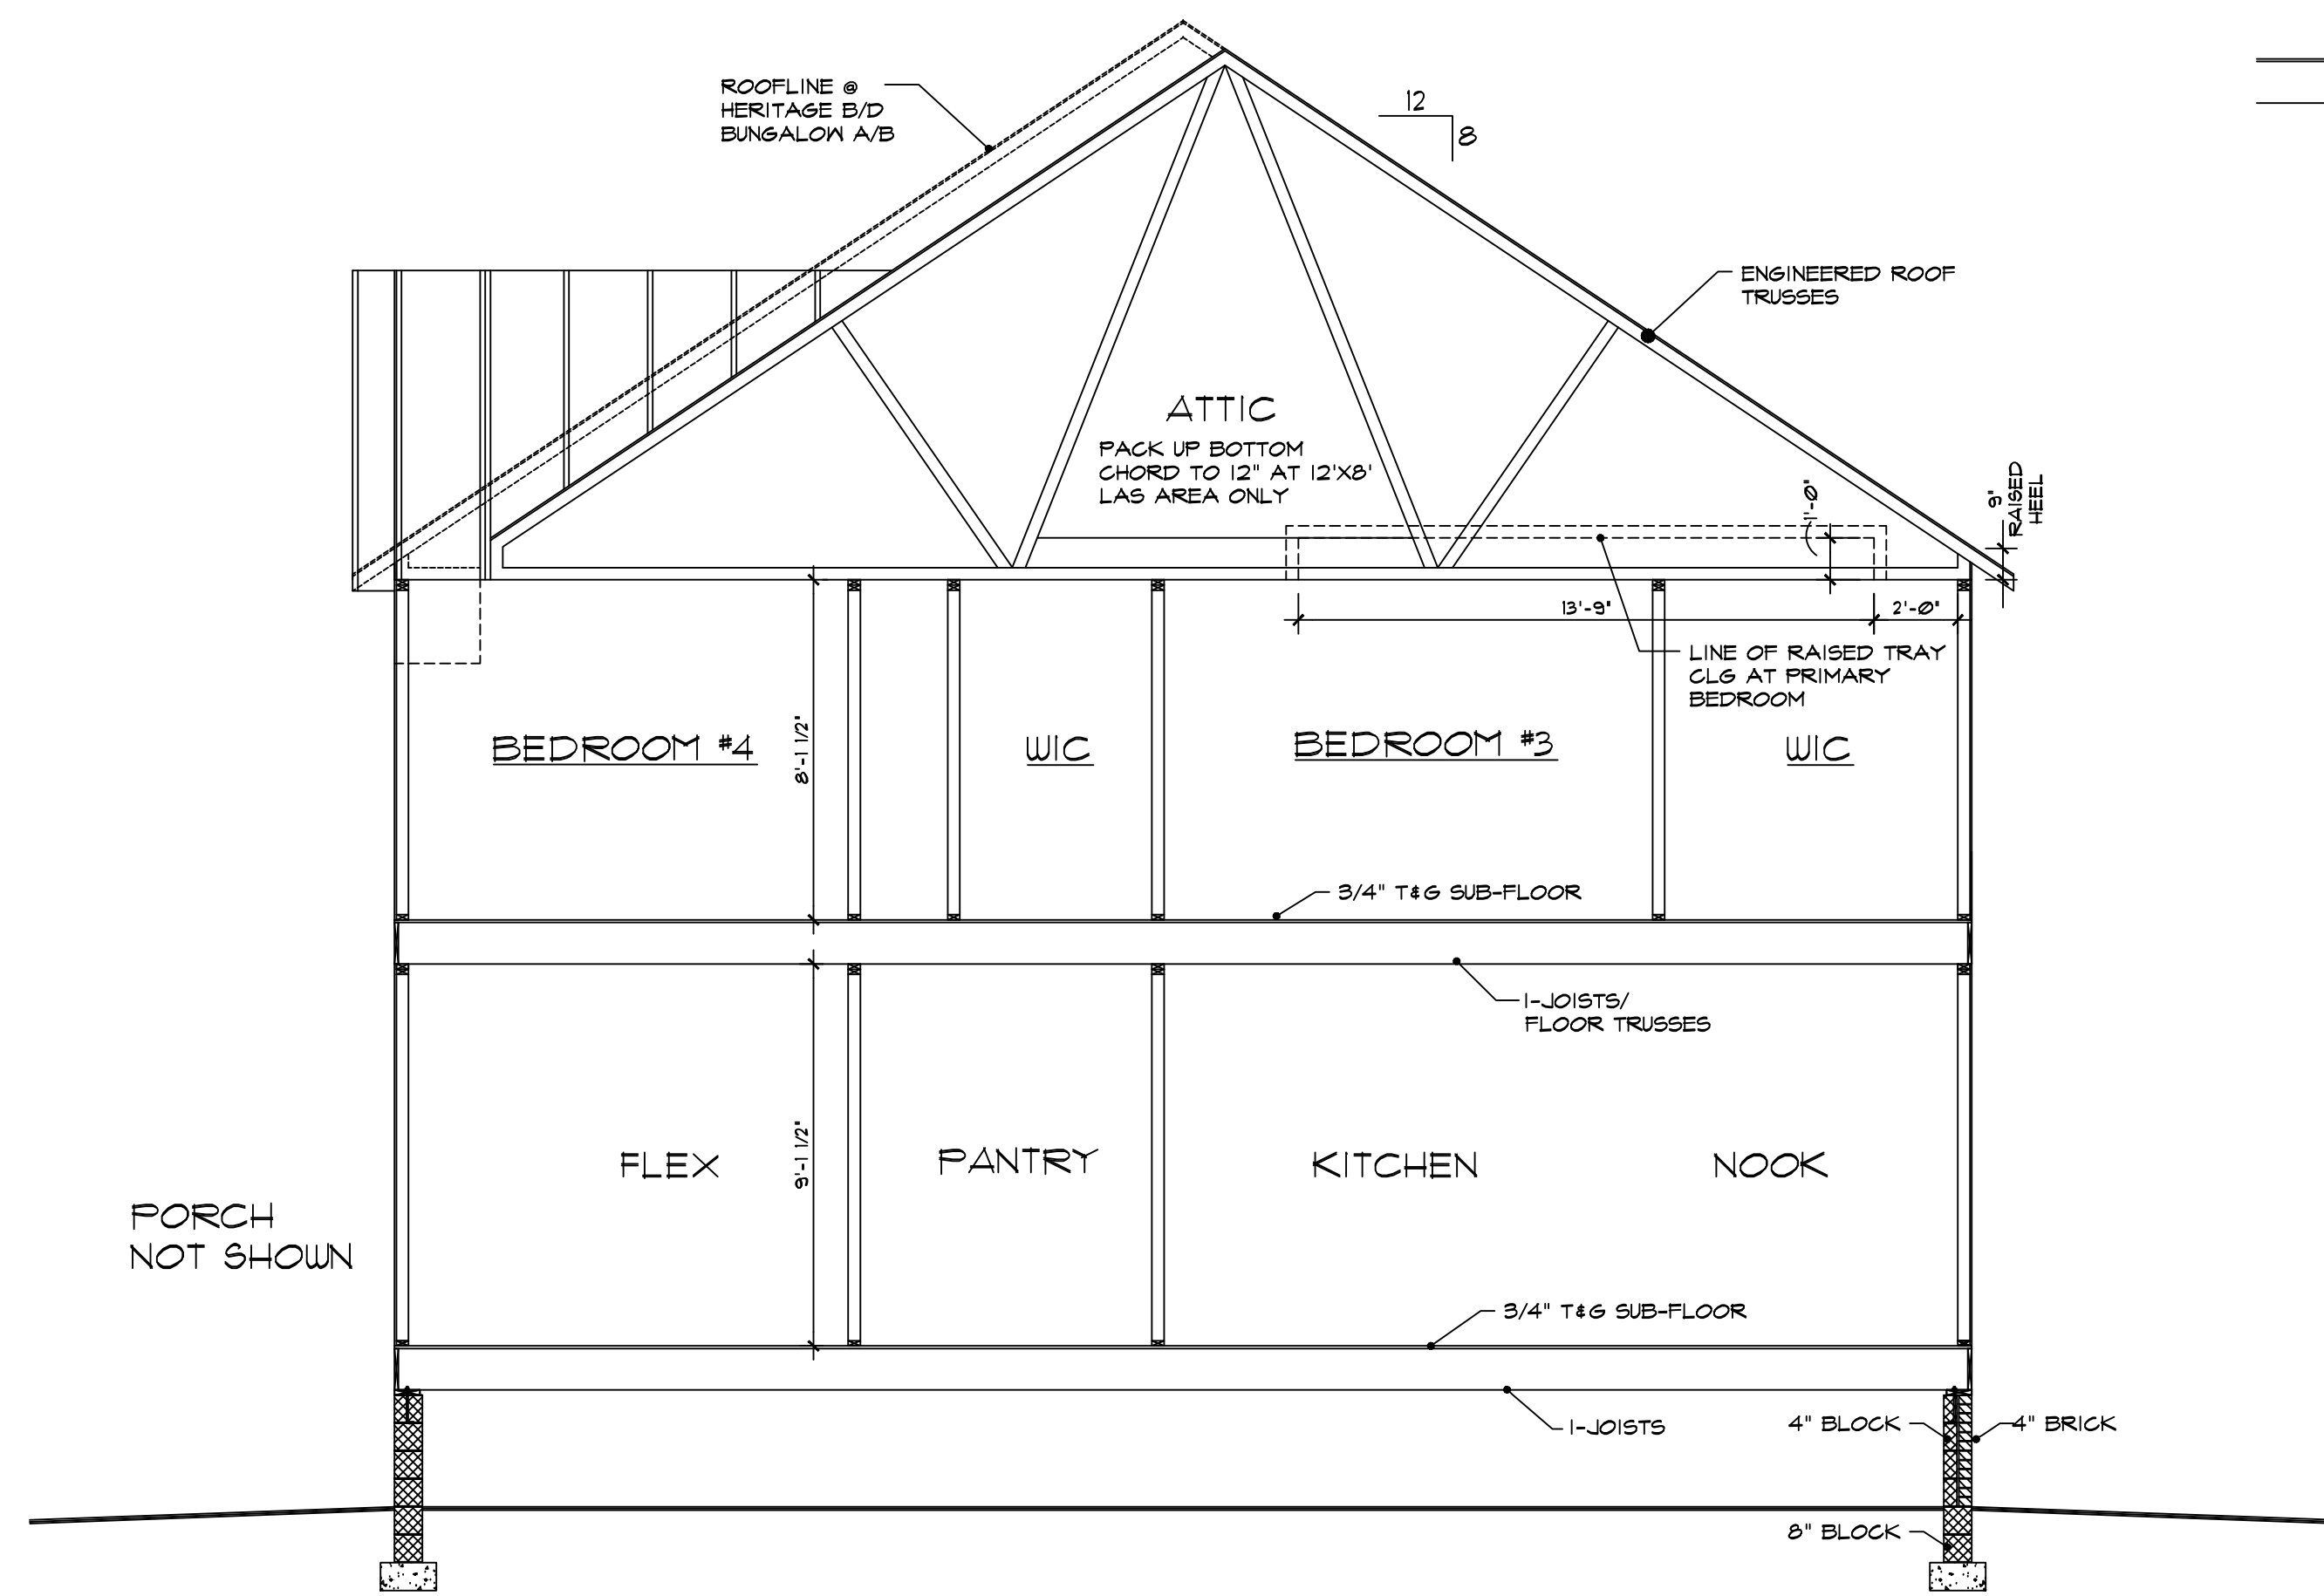 ROOFLINE @
HERITAGE B/D
BUNGALOW A/B
12
8
ENGINEERED ROOF
TRUSSES
ATTIC
PACK UP BOTTOM
CHORD TO 12" AT 12'X8'
LAS AREA ONLY
1'-0"
9"
RAISED
HEEL
13'-9"
2'-0"
LINE OF RAISED TRAY
CLG AT PRIMARY
BEDROOM
BEDROOM #4
8'-1 1/2"
WIC
BEDROOM #3
WIC
3/4" T&G SUB-FLOOR
I-JOISTS/
FLOOR TRUSSES
FLEX
9'-1 1/2"
PANTRY
KITCHEN
NOOK
PORCH
NOT SHOWN
3/4" T&G SUB-FLOOR
I-JOISTS
4" BLOCK
4" BRICK
8" BLOCK